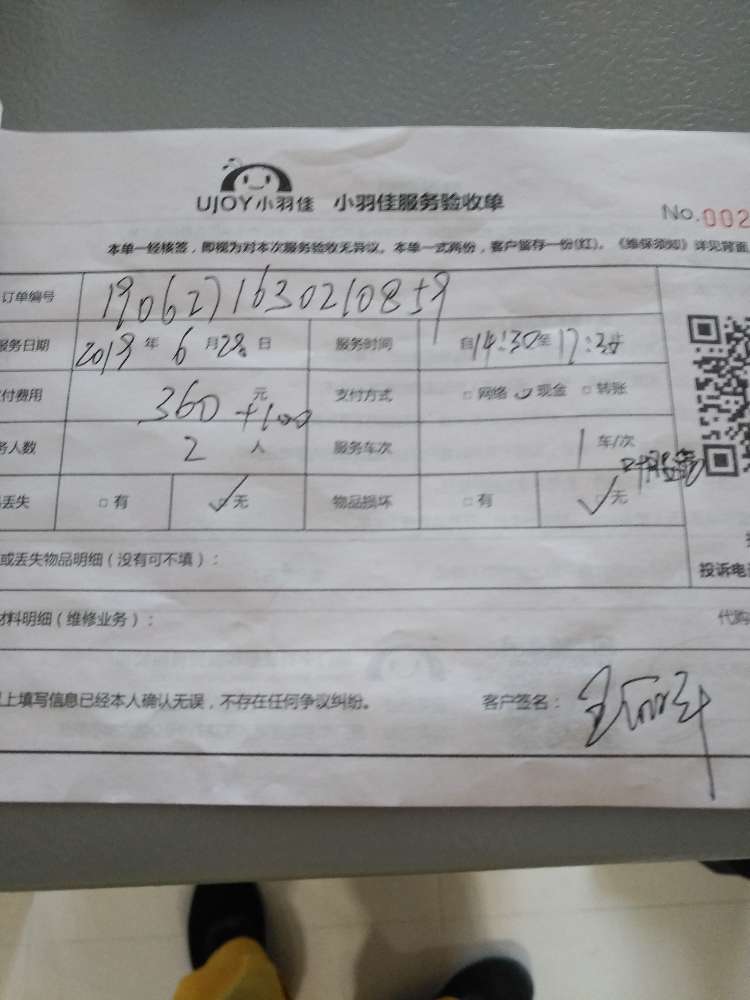 UJOY小羽佳 小羽佳服务验收单
No.002
本单一经核签，即视为对本次服务验收无异议。本单一式两份，客户留存一份(红)。《维保须知》详见背面
订单编号 1906271630210859
服务日期 2019年6月28日 服务时间 自14:30至17:30
付费用 360元+100 支付方式 □网络 ✓现金 □转账
务人数 2人 服务车次 1车/次
丢失 □有 ✓无 物品损坏 □有 ✓无
或丢失物品明细（没有可不填）：
投诉电
材料明细（维修业务）： 代购
上填写信息已经本人确认无误，不存在任何争议纠纷。 客户签名：